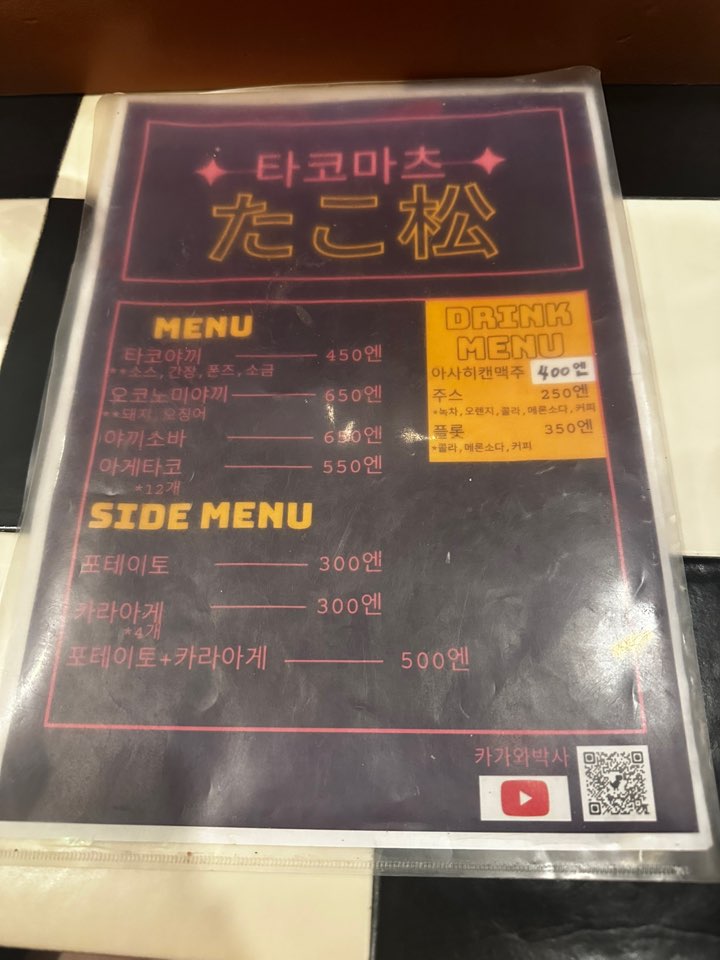 타코마츠
たこ松
MENU
타코야끼 450엔
**소스, 간장, 폰즈, 소금
오코노미야끼 650엔
**돼지, 오징어
야끼소바 650엔
아게타코 550엔
*12개
SIDE MENU
포테이토 300엔
카라아게 300엔
*4개
포테이토+카라아게 500엔
DRINK
MENU
아사히캔맥주 400엔
주스 250엔
*녹차, 오렌지, 콜라, 메론소다, 커피
플롯 350엔
*콜라, 메론소다, 커피
카가와박사